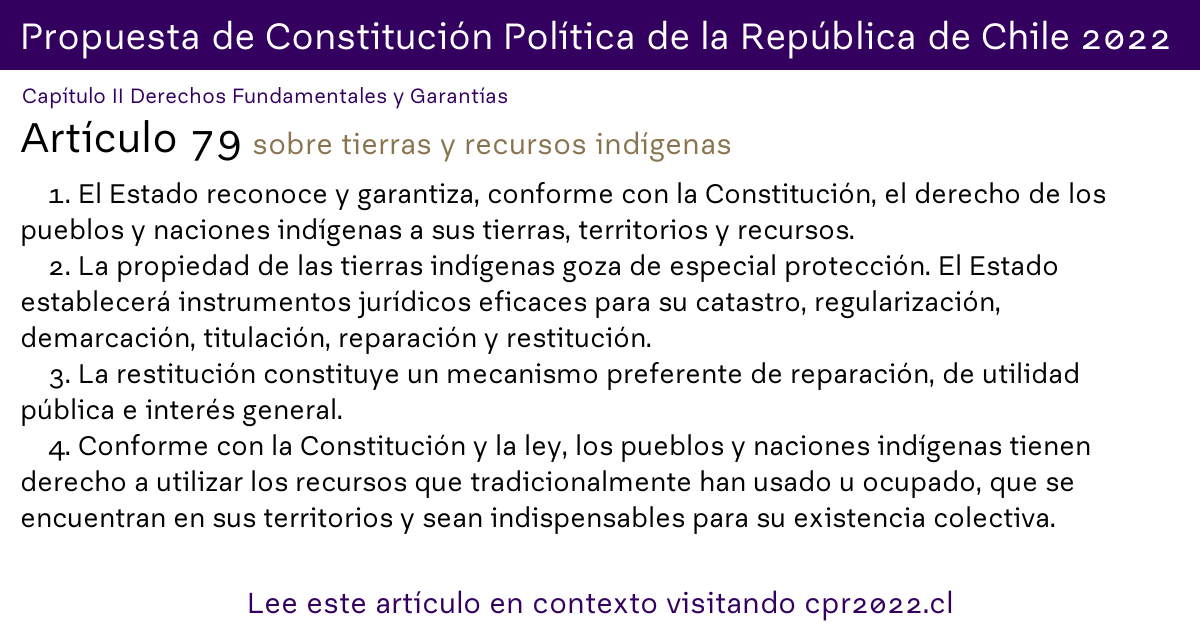 Propuesta de Constitución Política de la República de Chile 2022
Capítulo II Derechos Fundamentales y Garantías
Artículo 79 sobre tierras y recursos indígenas
1. El Estado reconoce y garantiza, conforme con la Constitución, el derecho de los
pueblos y naciones indígenas a sus tierras, territorios y recursos.
2. La propiedad de las tierras indígenas goza de especial protección. El Estado
establecerá instrumentos jurídicos eficaces para su catastro, regularización,
demarcación, titulación, reparación y restitución.
3. La restitución constituye un mecanismo preferente de reparación, de utilidad
pública e interés general.
4. Conforme con la Constitución y la ley, los pueblos y naciones indígenas tienen
derecho a utilizar los recursos que tradicionalmente han usado u ocupado, que se
encuentran en sus territorios y sean indispensables para su existencia colectiva.
Lee este artículo en contexto visitando cpr2022.cl